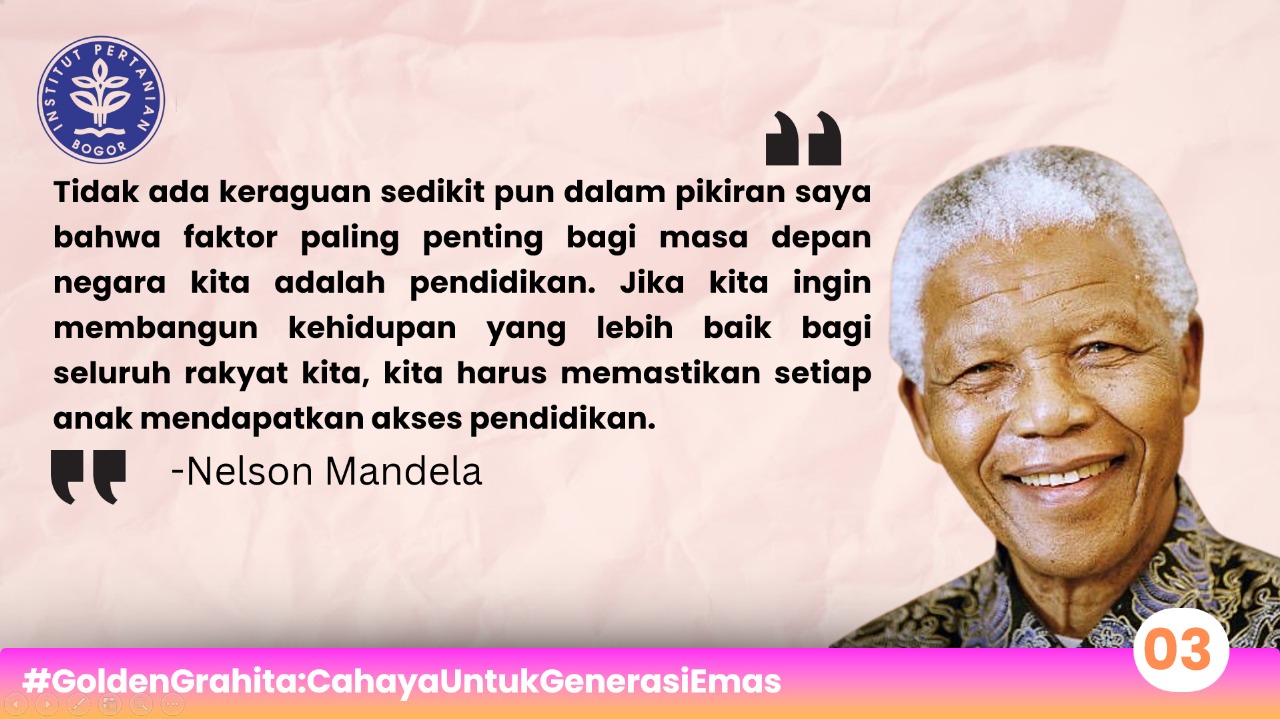 INSTITUT PERTANIAN
BOGOR
Tidak ada keraguan sedikit pun dalam pikiran saya
bahwa faktor paling penting bagi masa depan
negara kita adalah pendidikan. Jika kita ingin
membangun kehidupan yang lebih baik bagi
seluruh rakyat kita, kita harus memastikan setiap
anak mendapatkan akses pendidikan.
-Nelson Mandela
#GoldenGrahita:CahayaUntukGenerasiEmas
03